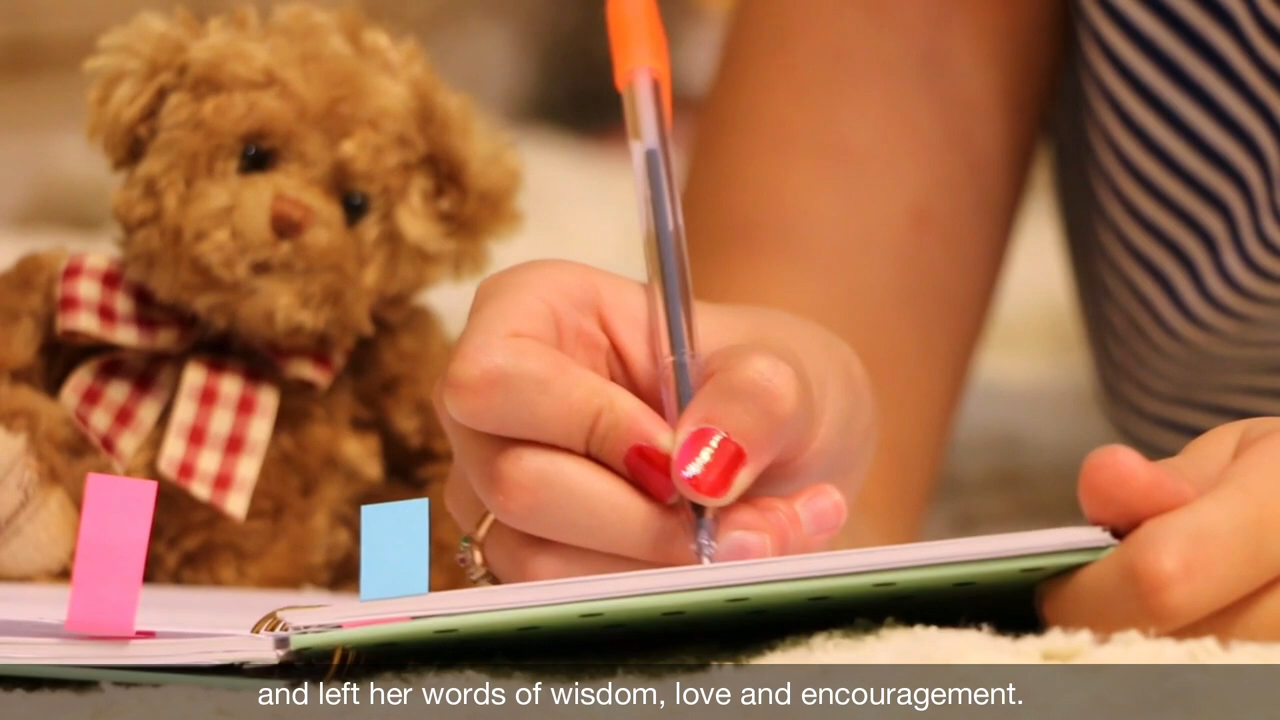 and left her words of wisdom, love and encouragement.